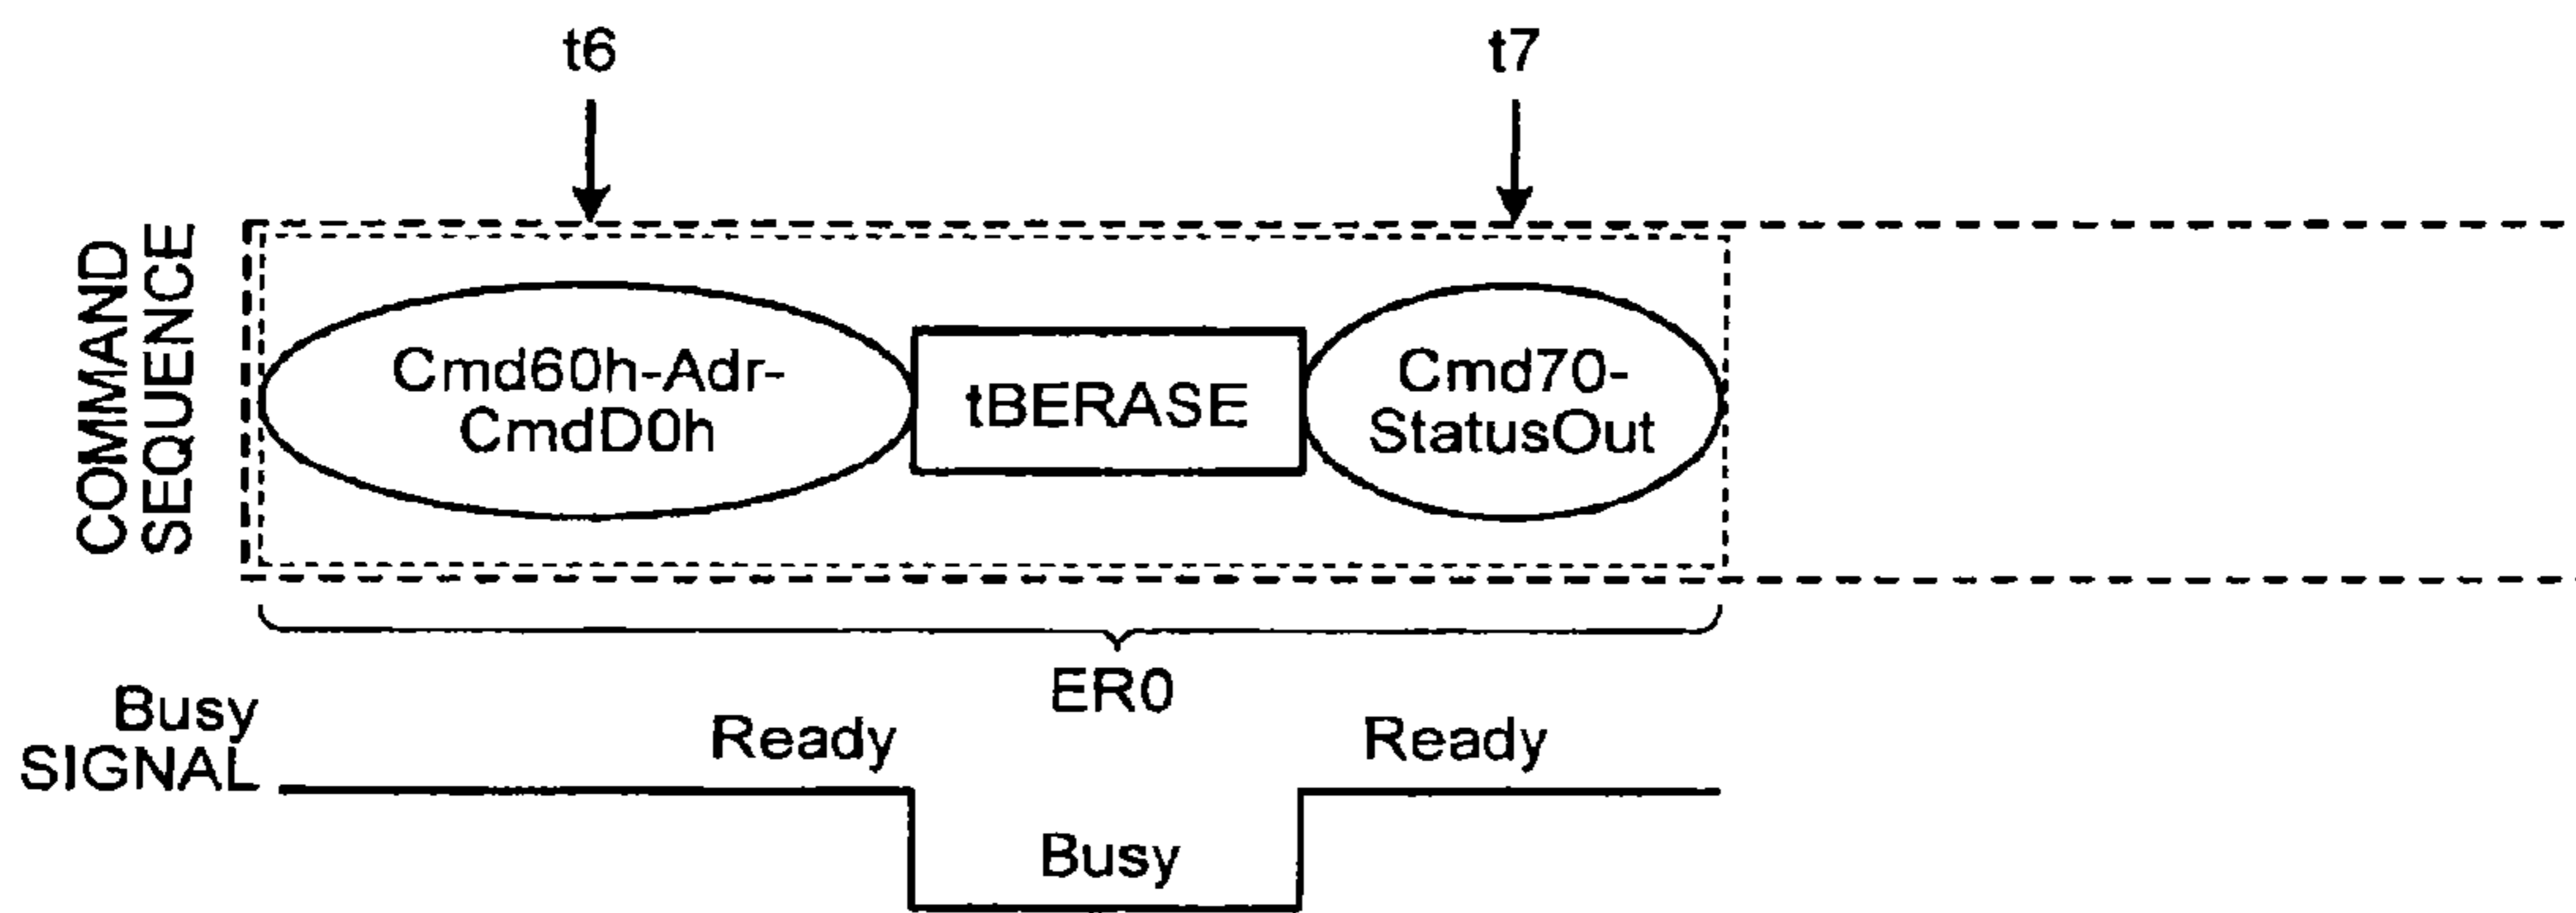 t6
t7
COMMAND
SEQUENCE
Cmd60h-Adr-
CmdD0h
tBERASE
Cmd70-
StatusOut
ER0
Busy
SIGNAL
Ready
Busy
Ready